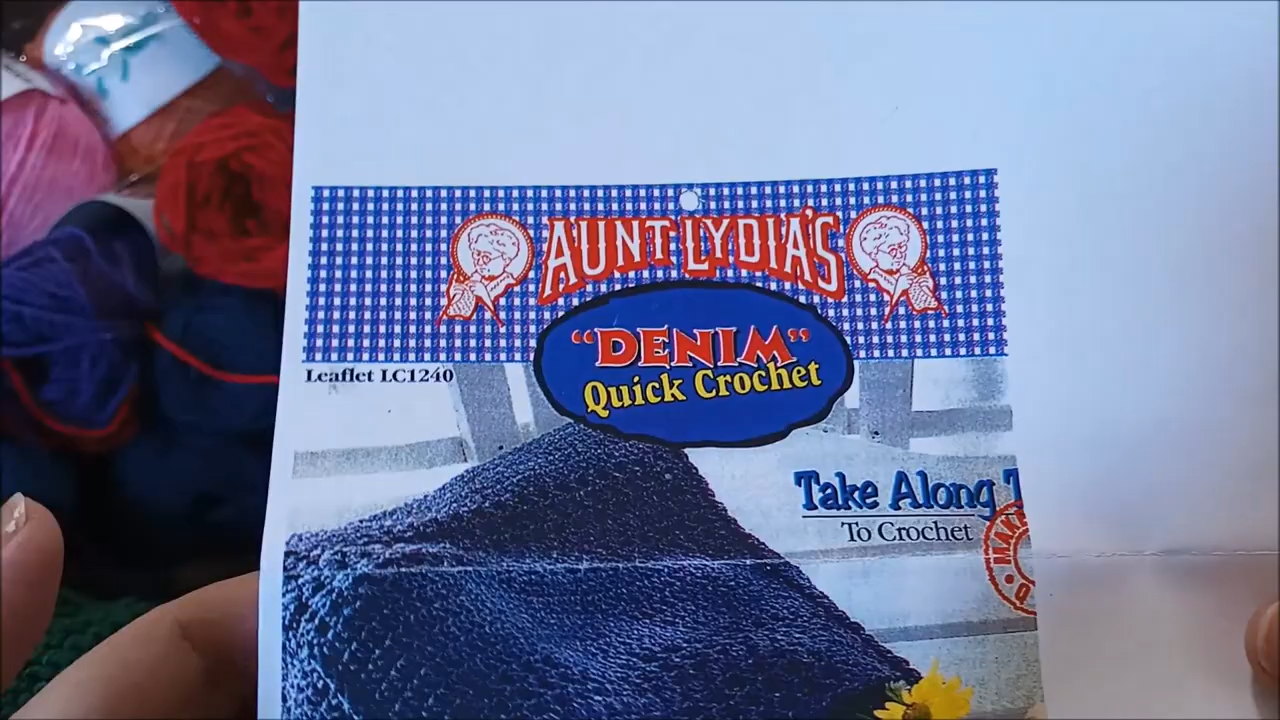 AUNT LYDIA'S
"DENIM"
Quick Crochet
Leaflet LC1240
Take Along
To Crochet